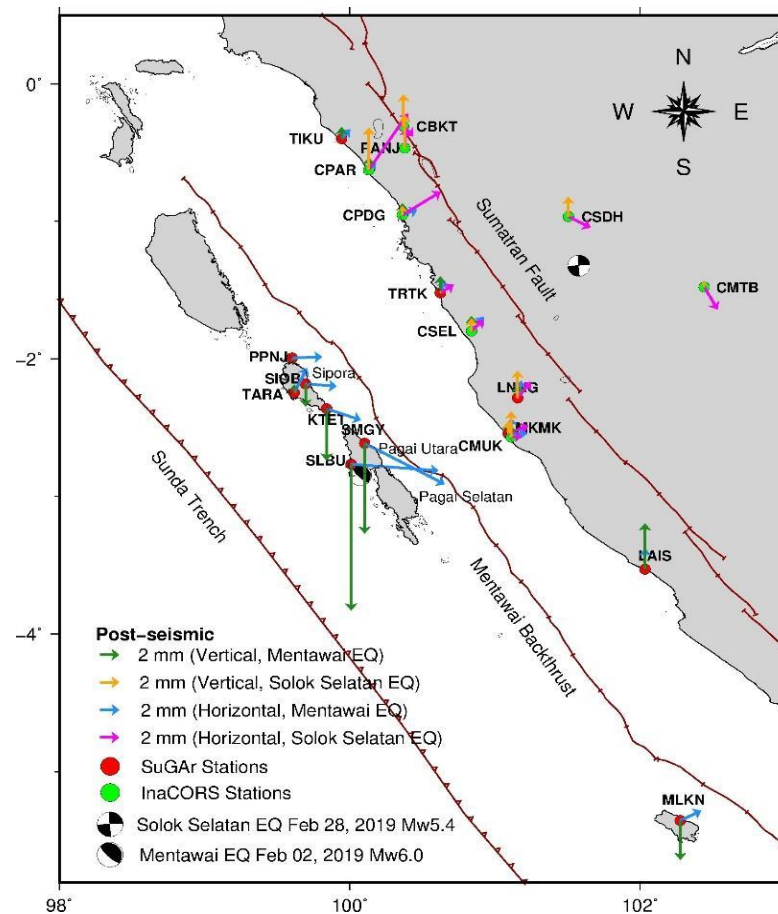 N
W E
S
0°
−2°
−4°
98° 100° 102°
CBKT
TIKU
PANJ
CPAR
CPDG
CSDH
Sumatran Fault
TRTK
CMTB
CSEL
PPNJ
SIOB Sipora
TARA
LNNG
KTET
SMGY
MKMK
CMUK
Pagai Utara
SLBU
Pagai Selatan
Sunda Trench
LAIS
Mentawai Backthrust
MLKN
Post−seismic
2 mm (Vertical, Mentawai EQ)
2 mm (Vertical, Solok Selatan EQ)
2 mm (Horizontal, Mentawai EQ)
2 mm (Horizontal, Solok Selatan EQ)
SuGAr Stations
InaCORS Stations
Solok Selatan EQ Feb 28, 2019 Mw5.4
Mentawai EQ Feb 02, 2019 Mw6.0